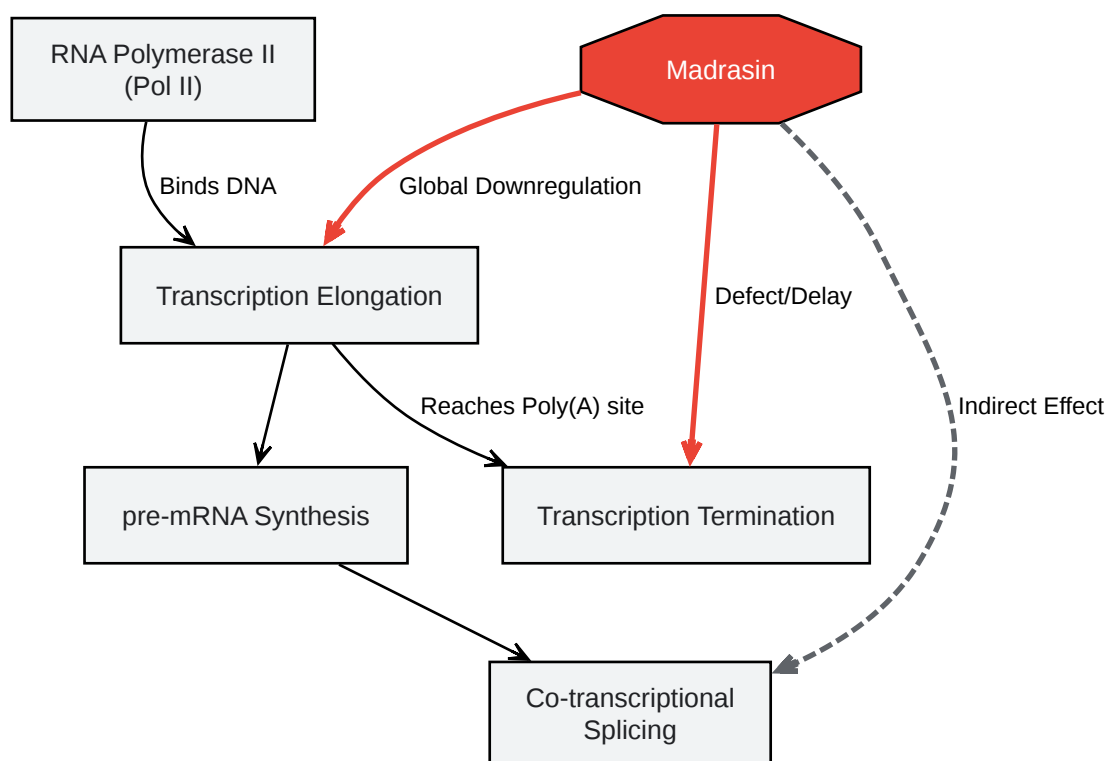 RNA Polymerase II
(Pol II)
Madrasin
Binds DNA
Global Downregulation
Transcription Elongation
Defect/Delay
Reaches Poly(A) site
Indirect Effect
pre-mRNA Synthesis
Transcription Termination
Co-transcriptional
Splicing